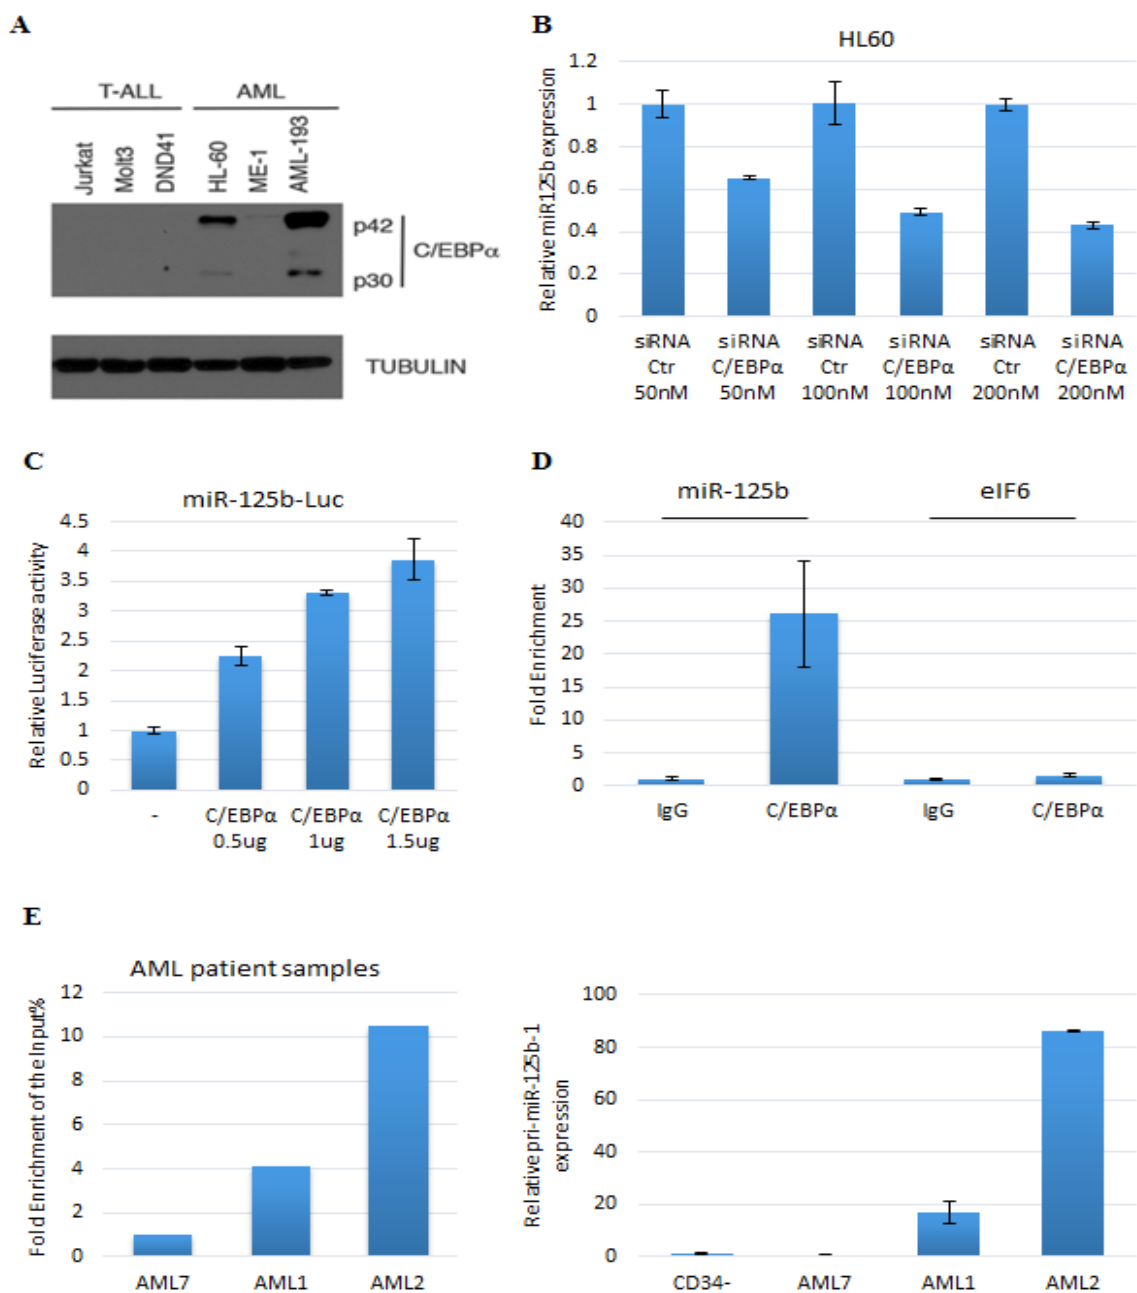 A
T-ALL AML
Jurkat
Molt3
DND41
HL-60
ME-1
AML-193
p42
C/EBPα
p30
TUBULIN
B
HL60
Relative miR125b expression
1.2
1
0.8
0.6
0.4
0.2
0
siRNA siRNA siRNA siRNA siRNA siRNA
Ctr C/EBPα Ctr C/EBPα Ctr C/EBPα
50nM 50nM 100nM 100nM 200nM 200nM
C
miR-125b-Luc
Relative Luciferase activity
4.5
4
3.5
3
2.5
2
1
0.5
0
- C/EBPα C/EBPα C/EBPα
0.5ug 1ug 1.5ug
D
miR-125b eIF6
Fold Enrichment
40
35
30
25
20
15
10
5
0
IgG C/EBPα IgG C/EBPα
E
AML patient samples
Fold Enrichment of the Input%
12
10
8
6
4
2
0
AML7 AML1 AML2
Relative pri-miR-125b-1
expression
100
80
60
40
20
0
CD34- AML7 AML1 AML2